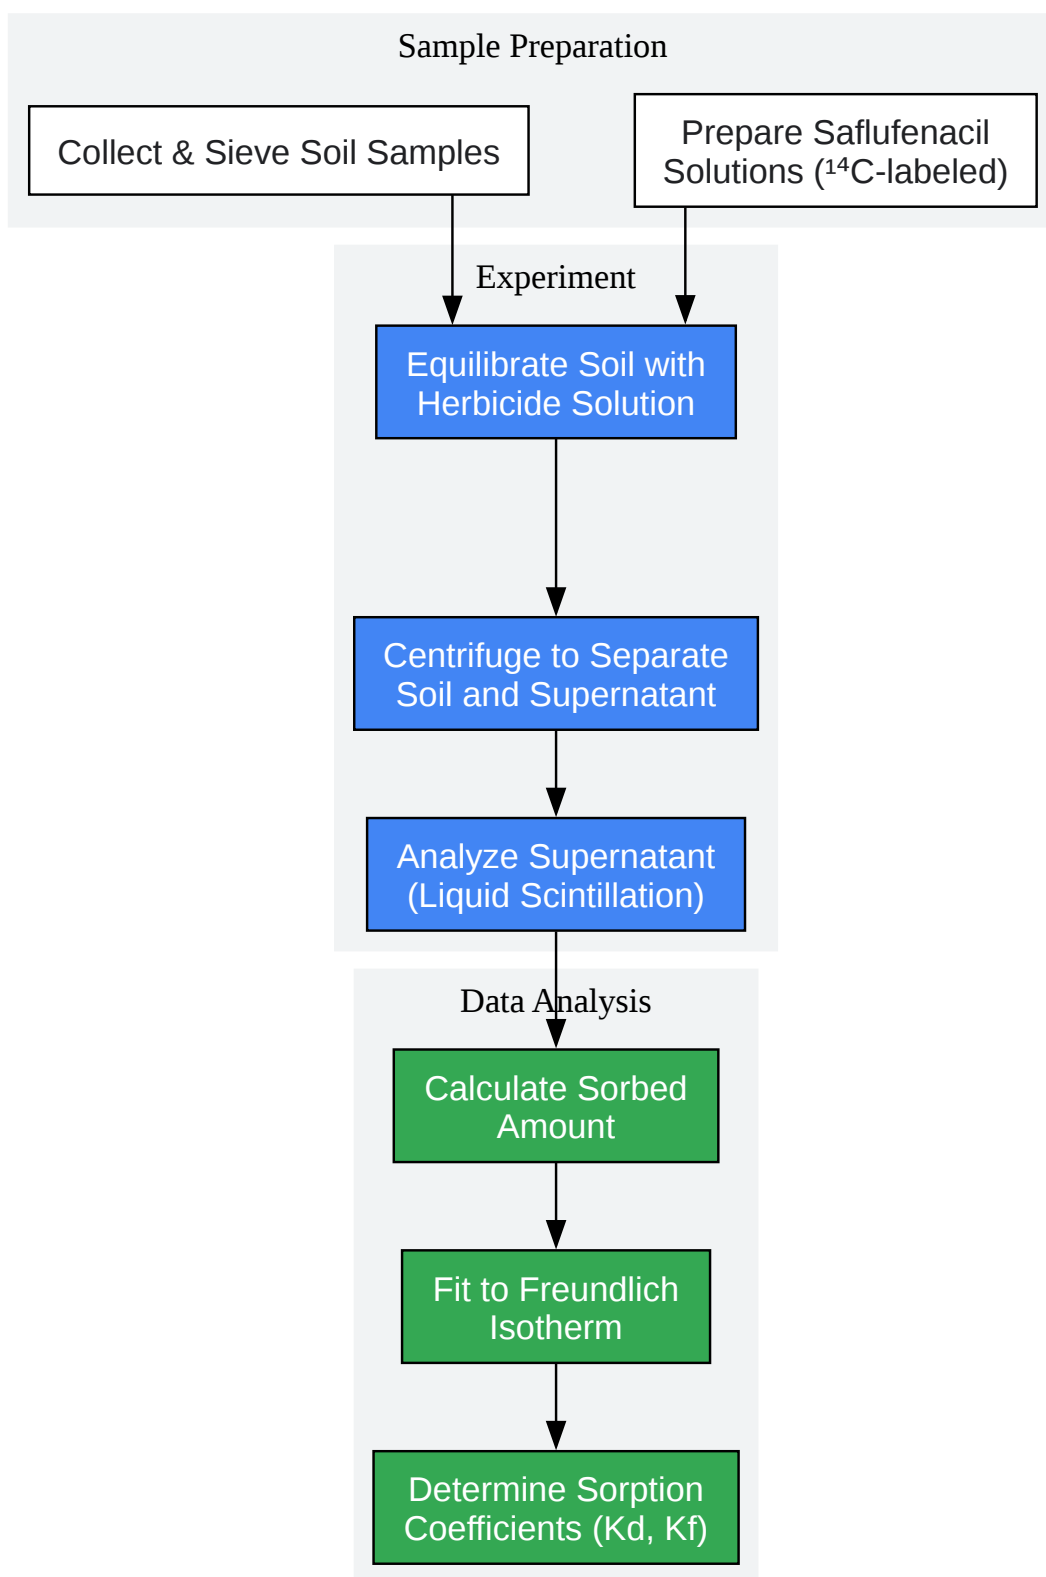 Sample Preparation
Collect & Sieve Soil Samples
Prepare Saflufenacil
Solutions (¹⁴C-labeled)
Experiment
Equilibrate Soil with
Herbicide Solution
Centrifuge to Separate
Soil and Supernatant
Analyze Supernatant
(Liquid Scintillation)
Data Analysis
Calculate Sorbed
Amount
Fit to Freundlich
Isotherm
Determine Sorption
Coefficients (Kd, Kf)